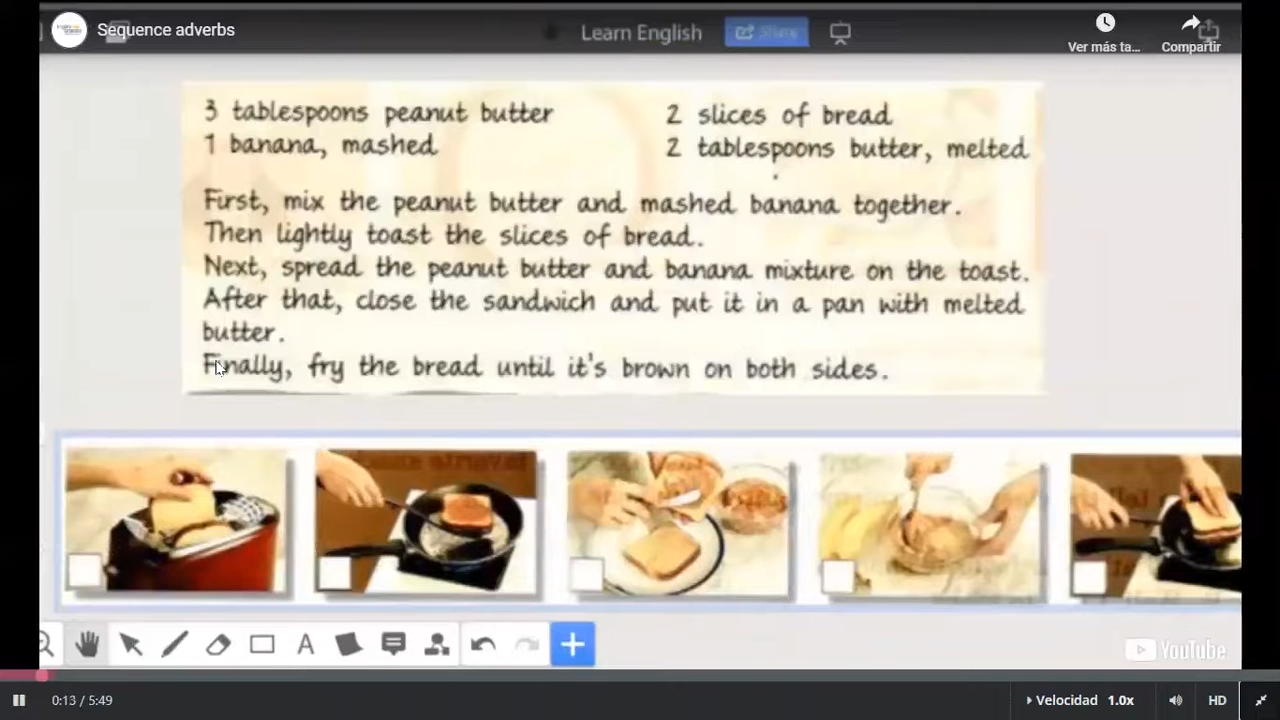 Sequence adverbs
Learn English
Share
Ver más ta...
Compartir
3 tablespoons peanut butter
2 slices of bread
1 banana, mashed
2 tablespoons butter, melted
First, mix the peanut butter and mashed banana together.
Then lightly toast the slices of bread.
Next, spread the peanut butter and banana mixture on the toast.
After that, close the sandwich and put it in a pan with melted
butter.
Finally, fry the bread until it's brown on both sides.
A
YouTube
0:13 / 5:49
Velocidad 1.0x
HD